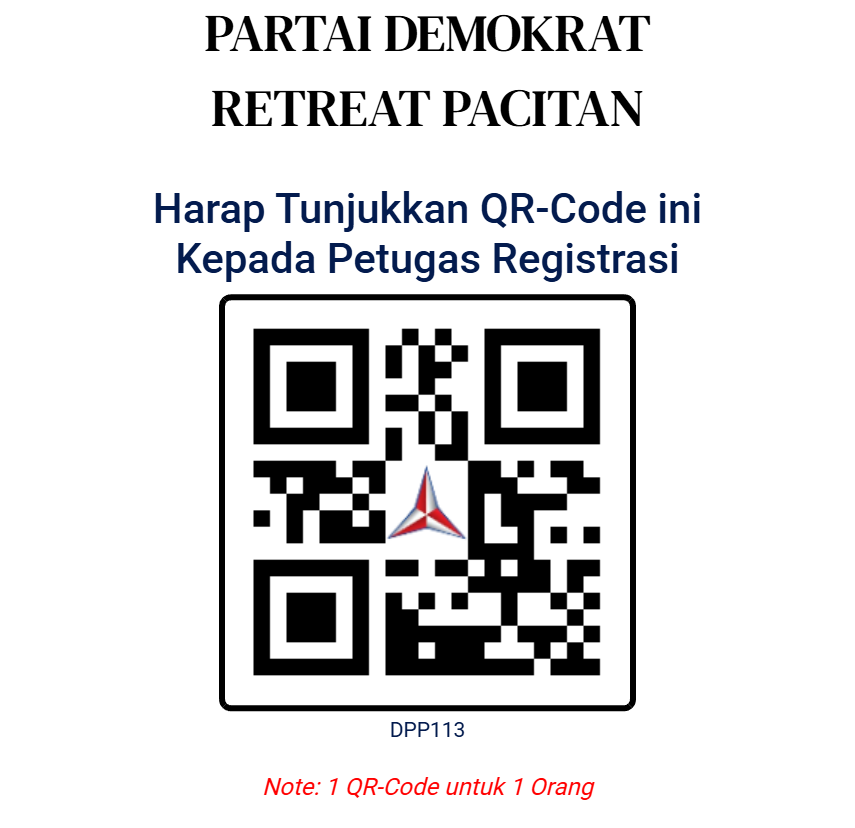 PARTAI DEMOKRAT
RETREAT PACITAN
Harap Tunjukkan QR-Code ini
Kepada Petugas Registrasi
DPP113
Note: 1 QR-Code untuk 1 Orang